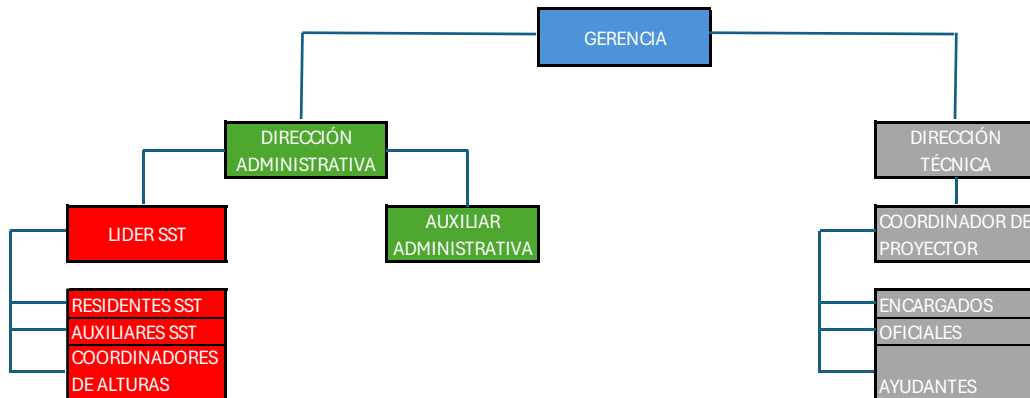 GERENCIA
DIRECCIÓN
ADMINISTRATIVA
DIRECCIÓN
TÉCNICA
LIDER SST
AUXILIAR
ADMINISTRATIVA
COORDINADOR DE
PROYECTOR
RESIDENTES SST
AUXILIARES SST
COORDINADORES
DE ALTURAS
ENCARGADOS
OFICIALES
AYUDANTES